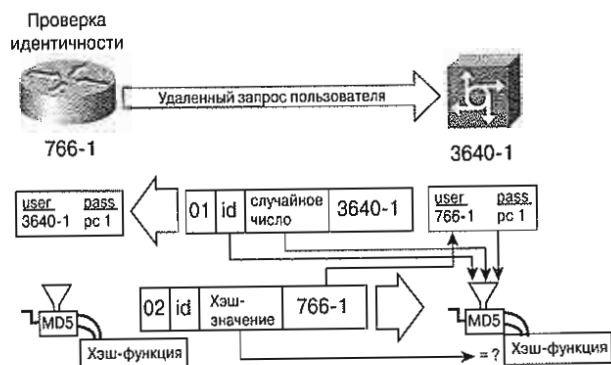 Проверка
идентичности
Удаленный запрос пользователя
766-1
3640-1
user pass
3640-1 pc 1
01 id случайное число 3640-1
user pass
766-1 pc 1
02 id Хэш-значение 766-1
MD5
Хэш-функция
= ?
MD5
Хэш-функция